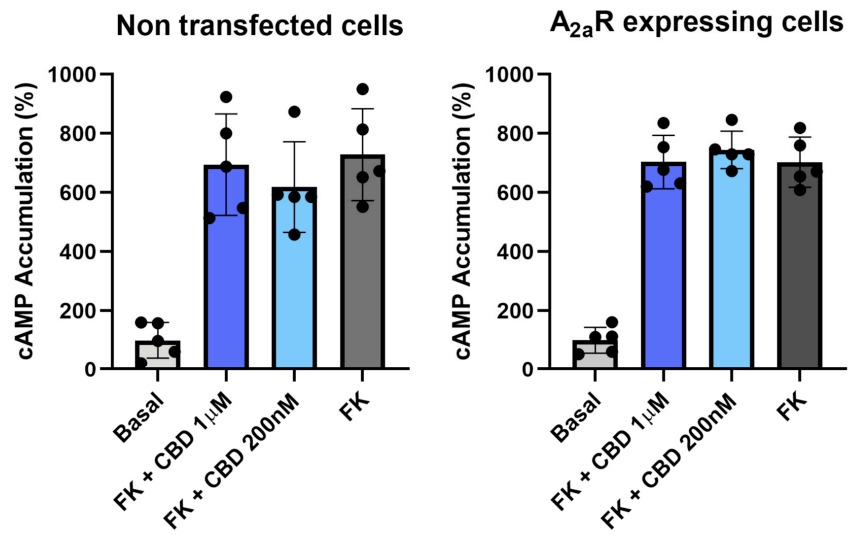 Non transfected cells
cAMP Accumulation (%)
1000
800
600
400
200
0
Basal
FK + CBD 1μM
FK + CBD 200nM
FK
A2aR expressing cells
cAMP Accumulation (%)
1000
800
600
400
200
0
Basal
FK + CBD 1μM
FK + CBD 200nM
FK